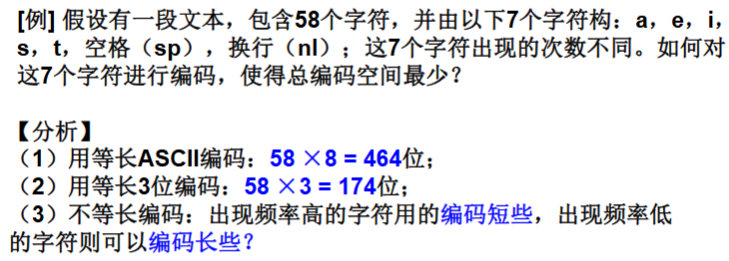 [例] 假设有一段文本，包含58个字符，并由以下7个字符构：a，e，i，
s，t，空格（sp），换行（nl）；这7个字符出现的次数不同。如何对
这7个字符进行编码，使得总编码空间最少？
【分析】
（1）用等长ASCII编码：58 ×8 = 464位；
（2）用等长3位编码：58 ×3 = 174位；
（3）不等长编码：出现频率高的字符用的编码短些，出现频率低
的字符则可以编码长些？